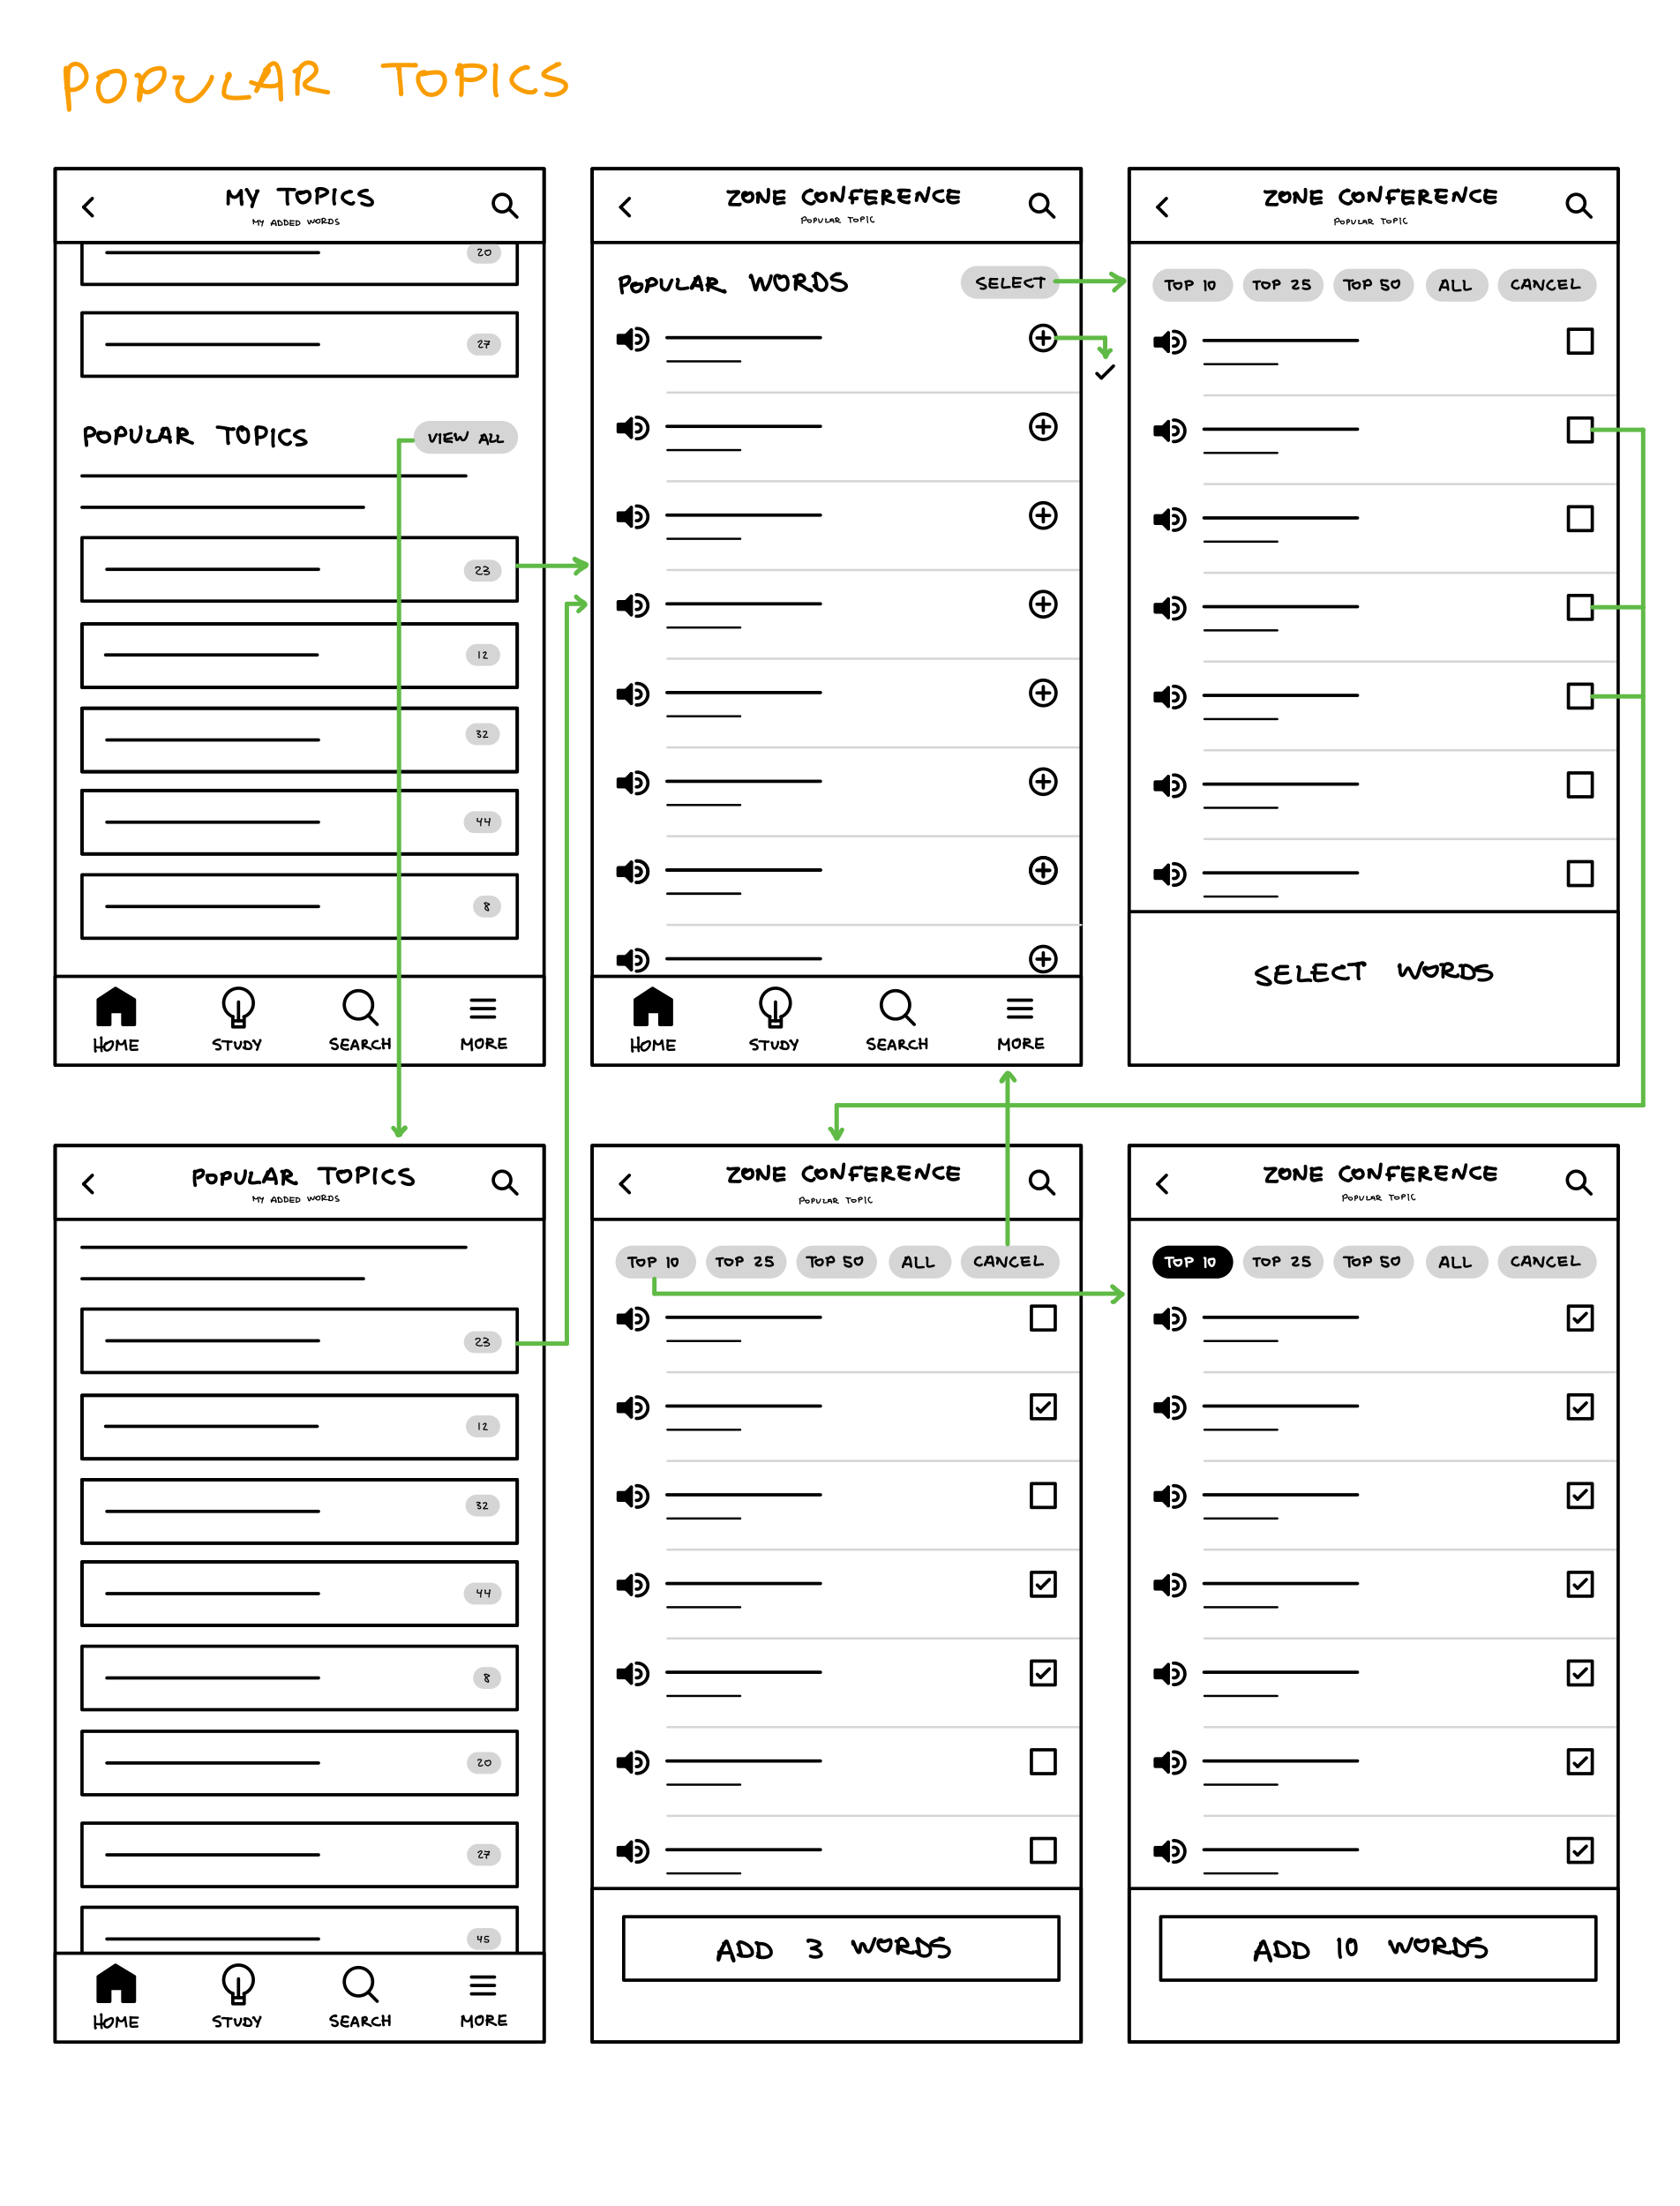 POPULAR TOPICS
MY TOPICS
MY ADDED WORDS
20
27
POPULAR TOPICS VIEW ALL
23
12
32
44
8
HOME STUDY SEARCH MORE
ZONE CONFERENCE
POPULAR TOPIC
POPULAR WORDS SELECT
HOME STUDY SEARCH MORE
ZONE CONFERENCE
POPULAR TOPIC
TOP 10 TOP 25 TOP 50 ALL CANCEL
SELECT WORDS
POPULAR TOPICS
MY ADDED WORDS
23
12
32
44
8
20
27
45
HOME STUDY SEARCH MORE
ZONE CONFERENCE
POPULAR TOPIC
TOP 10 TOP 25 TOP 50 ALL CANCEL
ADD 3 WORDS
ZONE CONFERENCE
POPULAR TOPIC
TOP 10 TOP 25 TOP 50 ALL CANCEL
ADD 10 WORDS